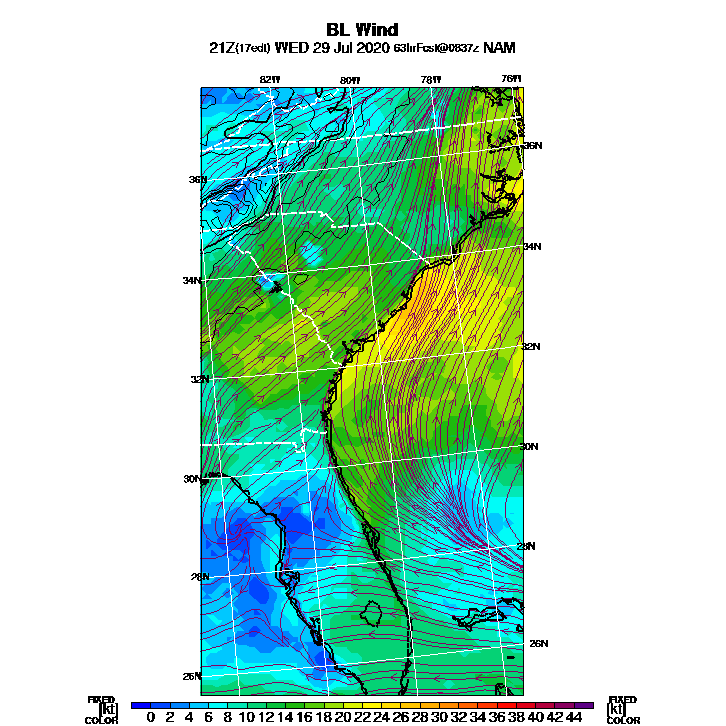 BL Wind
21Z(17edt) WED 29 Jul 2020 63hrFcst@0837z NAM
82W 80W 78W 76W
36N
36N
34N
34N
32N
32N
30N
30N
28N
28N
26N
26N
FIXED FIXED
[kt] 0 2 4 6 8 10 12 14 16 18 20 22 24 26 28 30 32 34 36 38 40 42 44 [kt]
COLOR COLOR